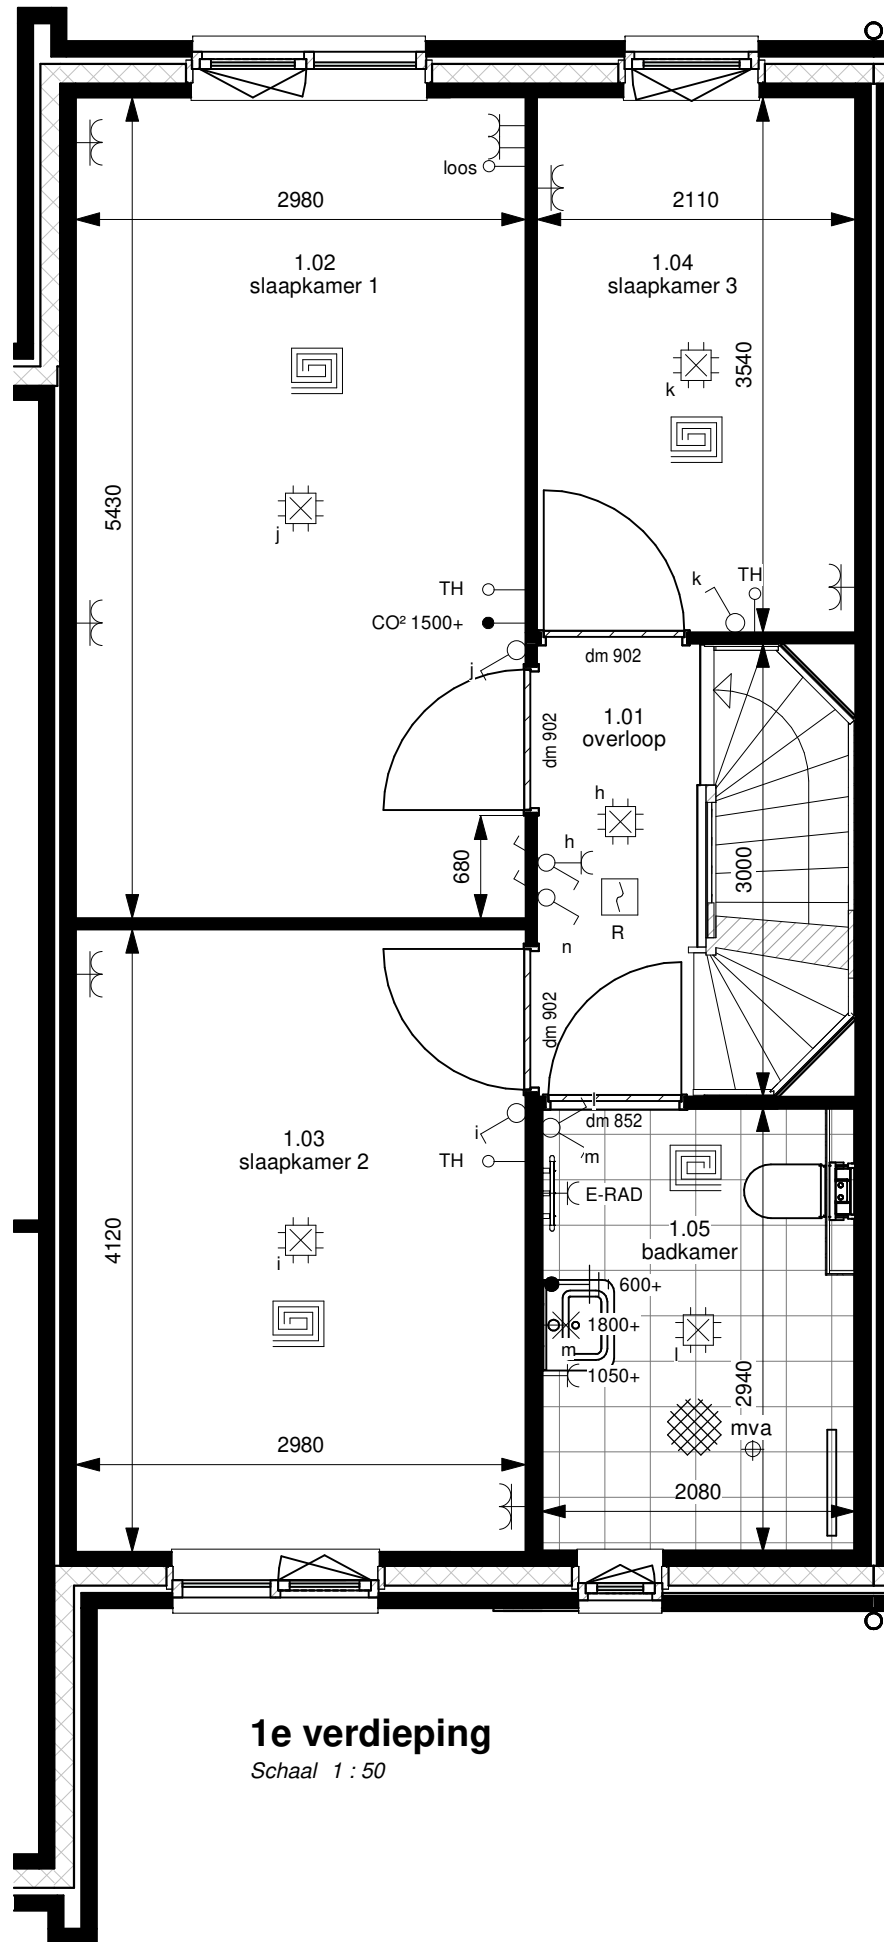 loos
2980
2110
1.02
slaapkamer 1
1.04
slaapkamer 3
3540
k
5430
j
TH
k
TH
CO² 1500+
j
dm 902
1.01
overloop
dm 902
h
h
680
3000
R
n
dm 902
dm 852
i
1.03
slaapkamer 2
TH
m
E-RAD
1.05
badkamer
4120
i
600+
1800+
m
l
1050+
2940
mva
2980
2080
1e verdieping
Schaal 1 : 50